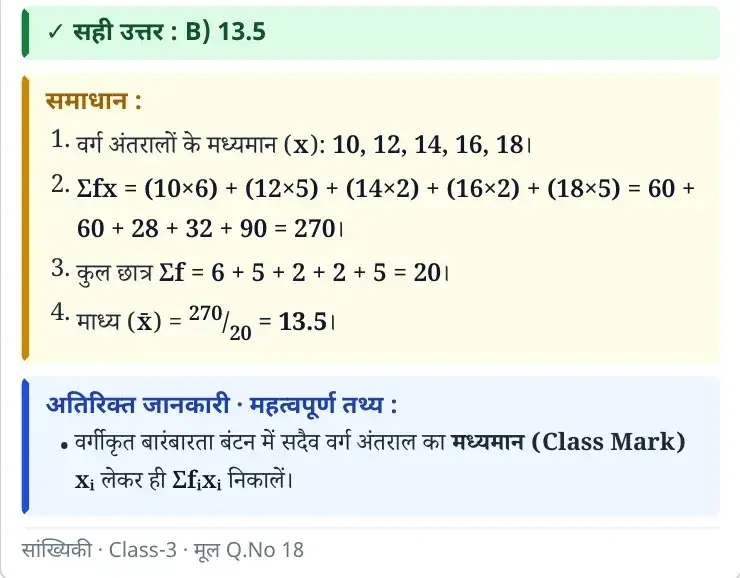 ✓ सही उत्तर : B) 13.5
समाधान :
1. वर्ग अंतरालों के मध्यमान (x): 10, 12, 14, 16, 18।
2. Σfx = (10×6) + (12×5) + (14×2) + (16×2) + (18×5) = 60 +
60 + 28 + 32 + 90 = 270।
3. कुल छात्र Σf = 6 + 5 + 2 + 2 + 5 = 20।
4. माध्य (x̄) = ²⁷⁰/₂₀ = 13.5।
अतिरिक्त जानकारी · महत्वपूर्ण तथ्य :
• वर्गीकृत बारंबारता बंटन में सदैव वर्ग अंतराल का मध्यमान (Class Mark)
xᵢ लेकर ही Σfᵢxᵢ निकालें।
सांख्यिकी · Class-3 · मूल Q.No 18